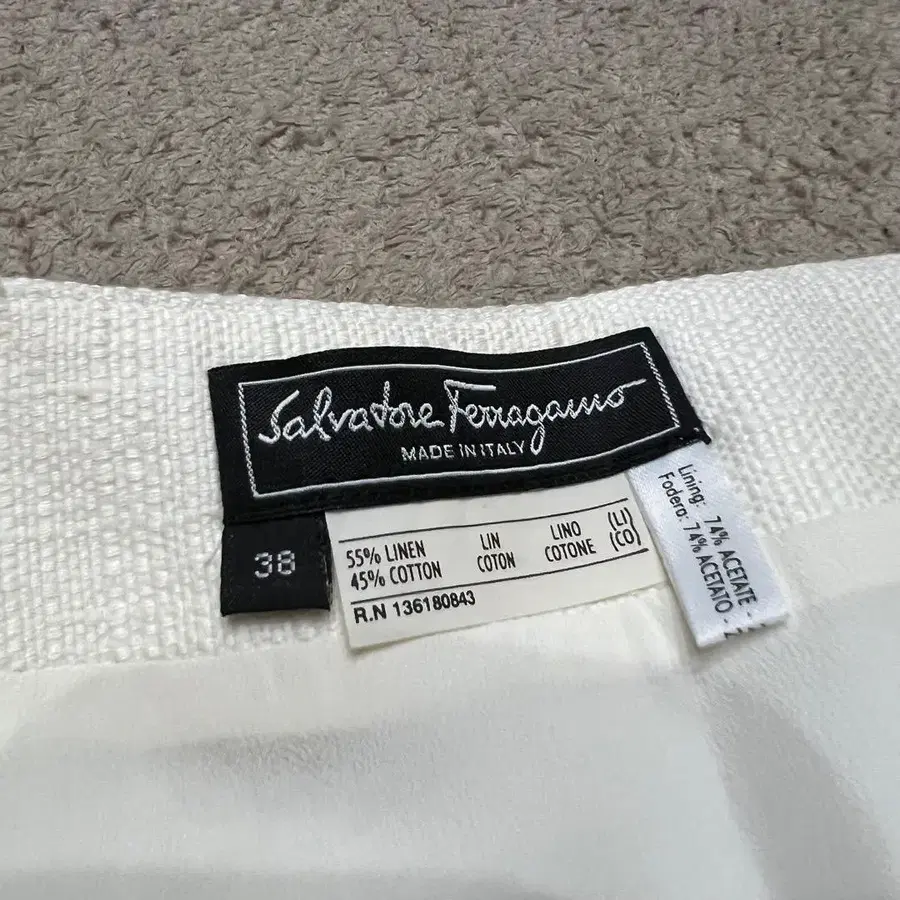 Salvatore Ferragamo
MADE IN ITALY
38
55% LINEN LIN LINO (LI)
45% COTTON COTON COTONE (CO)
R.N 136180843
Lining: 74% ACETATE -
Fodera: 74% ACETATO -